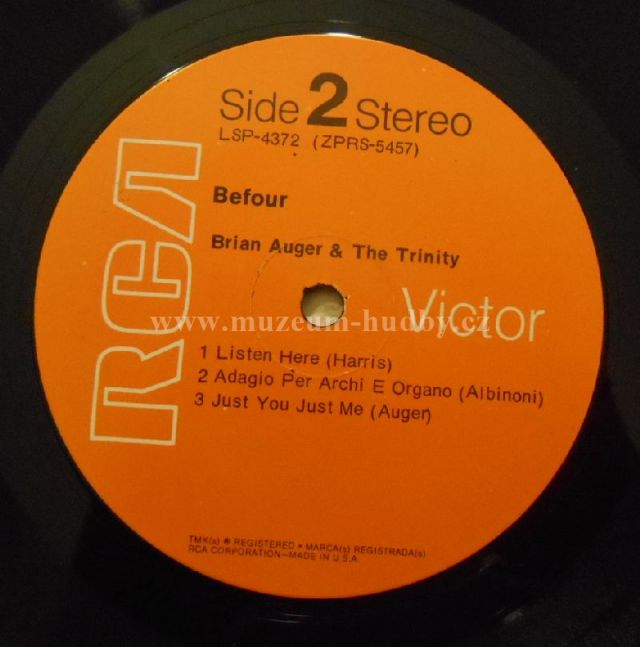 Side 2 Stereo
LSP-4372 (ZPRS-5457)
RCA
Befour
Brian Auger & The Trinity
Victor
www.muzeum-hudby.cz
1 Listen Here (Harris)
2 Adagio Per Archi E Organo (Albinoni)
3 Just You Just Me (Auger)
TMK(s) ® REGISTERED • MARCA(s) REGISTRADA(s)
RCA CORPORATION—MADE IN U.S.A.